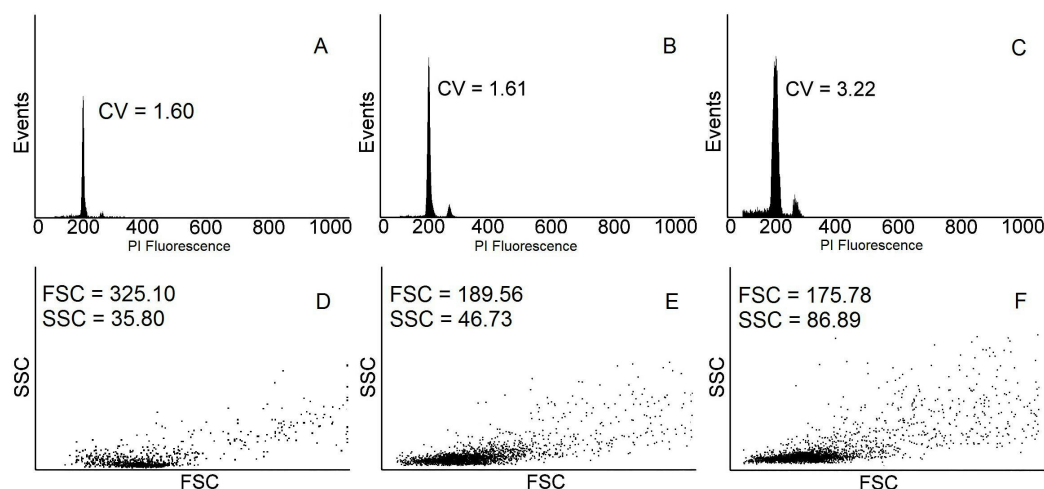 A
CV = 1.60
Events
0 200 400 600 800 1000
PI Fluorescence
B
CV = 1.61
Events
0 200 400 600 800 1000
PI Fluorescence
C
CV = 3.22
Events
0 200 400 600 800 1000
PI Fluorescence
FSC = 325.10
SSC = 35.80
D
SSC
FSC
FSC = 189.56
SSC = 46.73
E
SSC
FSC
FSC = 175.78
SSC = 86.89
F
SSC
FSC